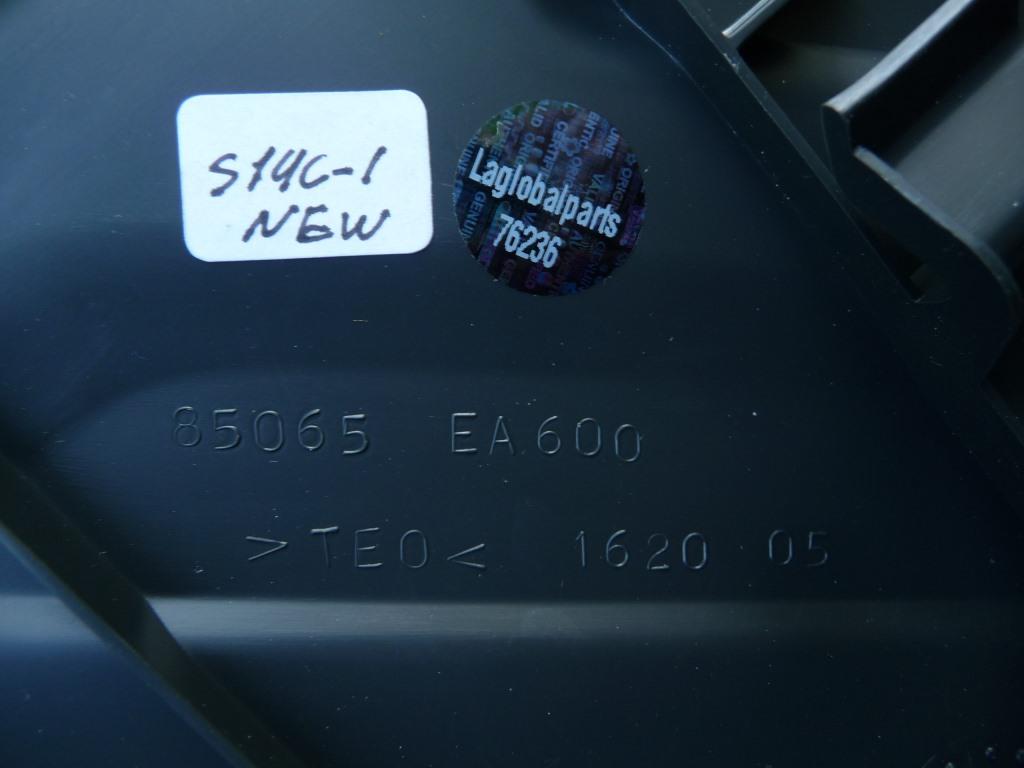 S14C-1
NEW
Laglobalparts
76236
85065 EA600
>TEO< 1620 05